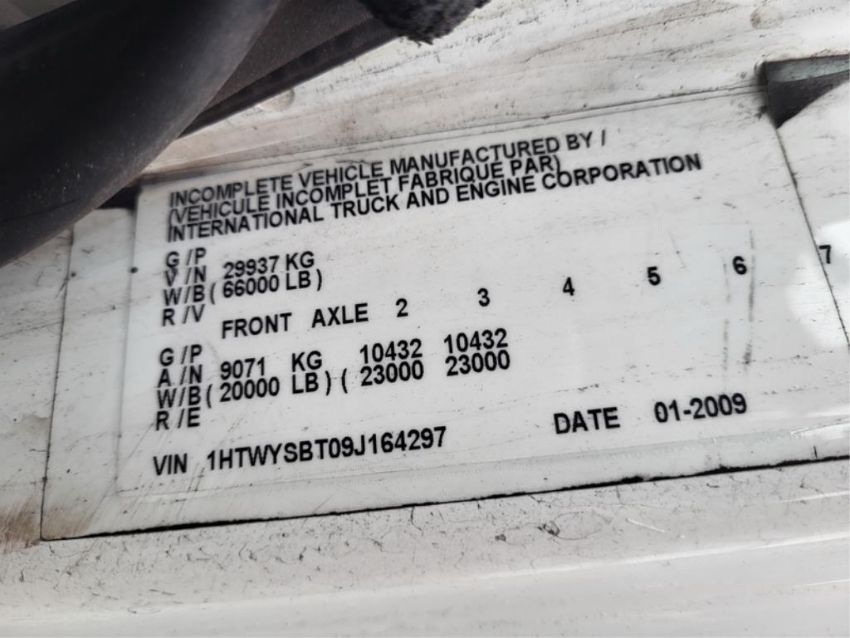 INCOMPLETE VEHICLE MANUFACTURED BY /
(VEHICULE INCOMPLET FABRIQUE PAR)
INTERNATIONAL TRUCK AND ENGINE CORPORATION
G /P
V /N 29937 KG
W/B ( 66000 LB )
R /V
FRONT AXLE 2 3 4 5 6 7
G /P
A /N 9071 KG 10432 10432
W/B ( 20000 LB ) ( 23000 23000
R /E
VIN 1HTWYSBT09J164297 DATE 01-2009